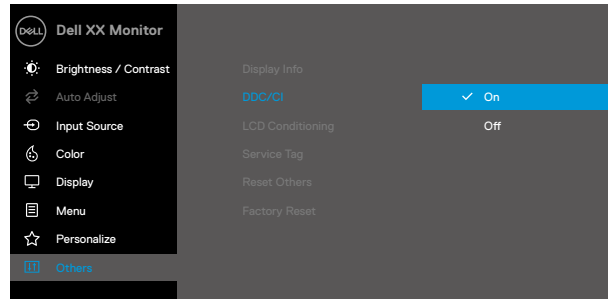 DELL Dell XX Monitor
Brightness / Contrast
Auto Adjust
Input Source
Color
Display
Menu
Personalize
Others
Display Info
DDC/CI
LCD Conditioning
Service Tag
Reset Others
Factory Reset
On
Off